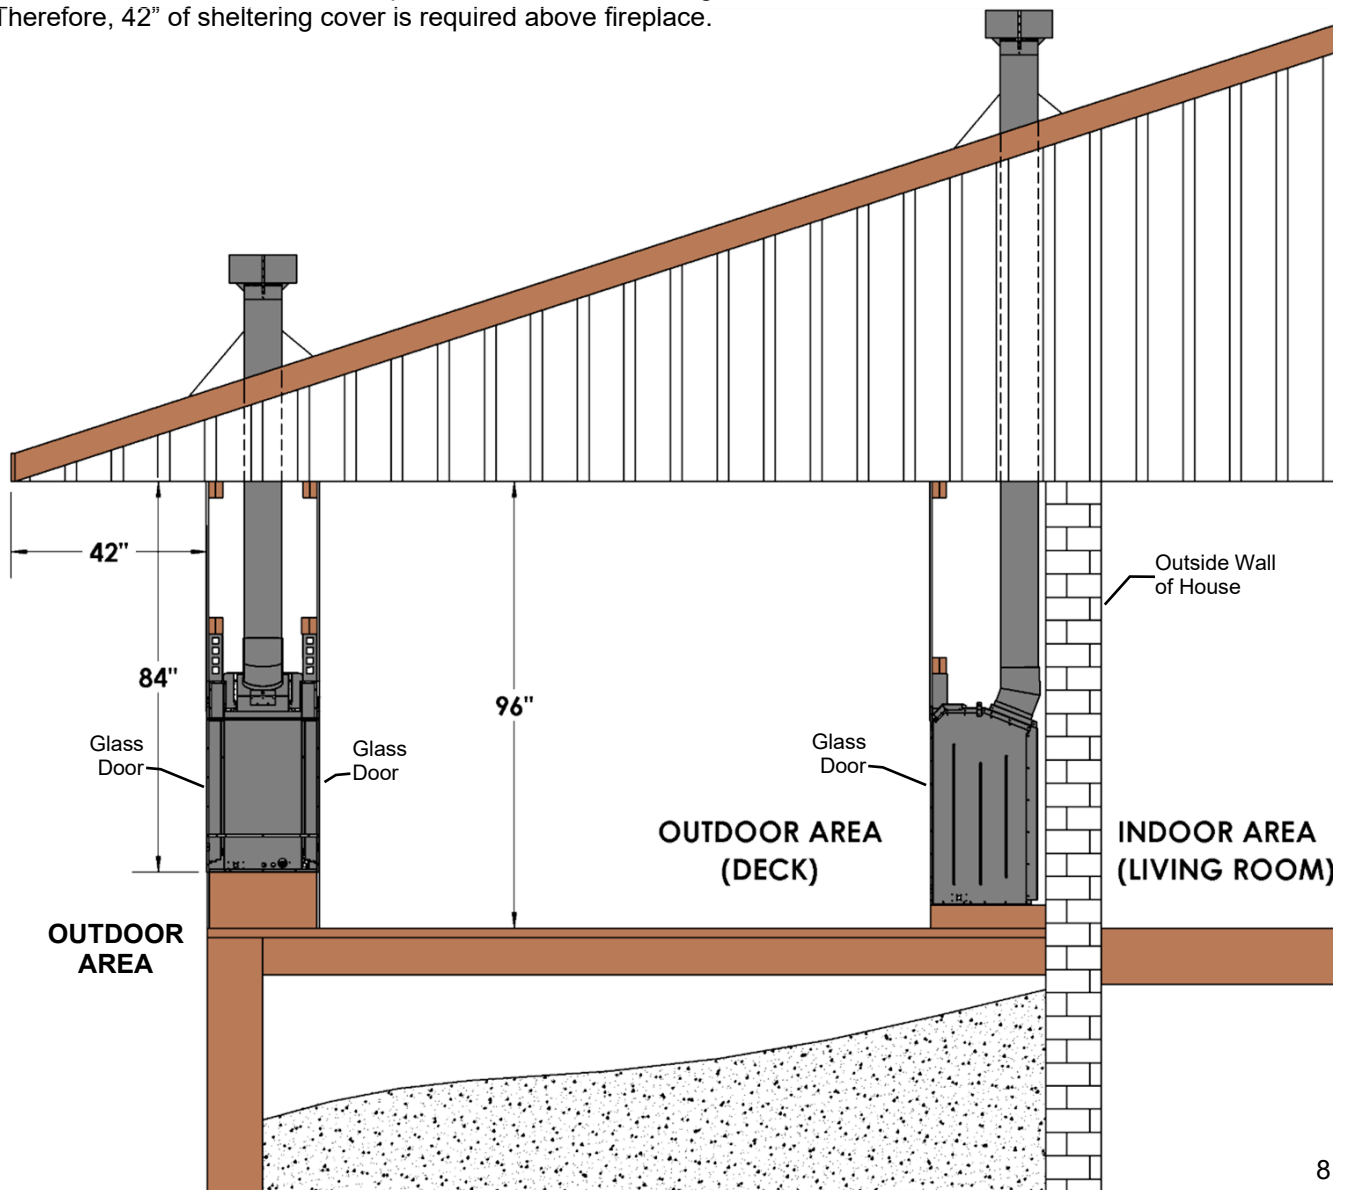 Therefore, 42” of sheltering cover is required above fireplace.
42"
84"
96"
Outside Wall
of House
Glass
Door
Glass
Door
Glass
Door
OUTDOOR AREA
(DECK)
INDOOR AREA
(LIVING ROOM)
OUTDOOR
AREA
8